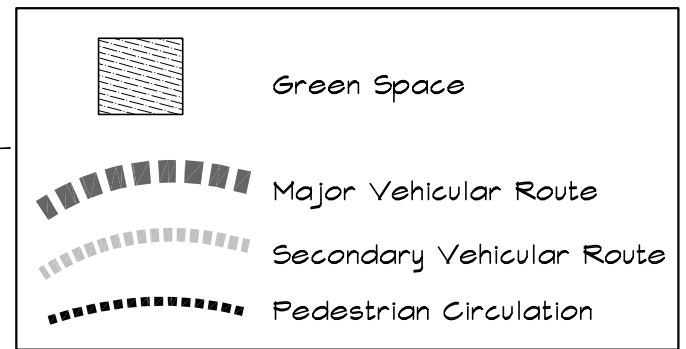 Green Space
Major Vehicular Route
Secondary Vehicular Route
Pedestrian Circulation